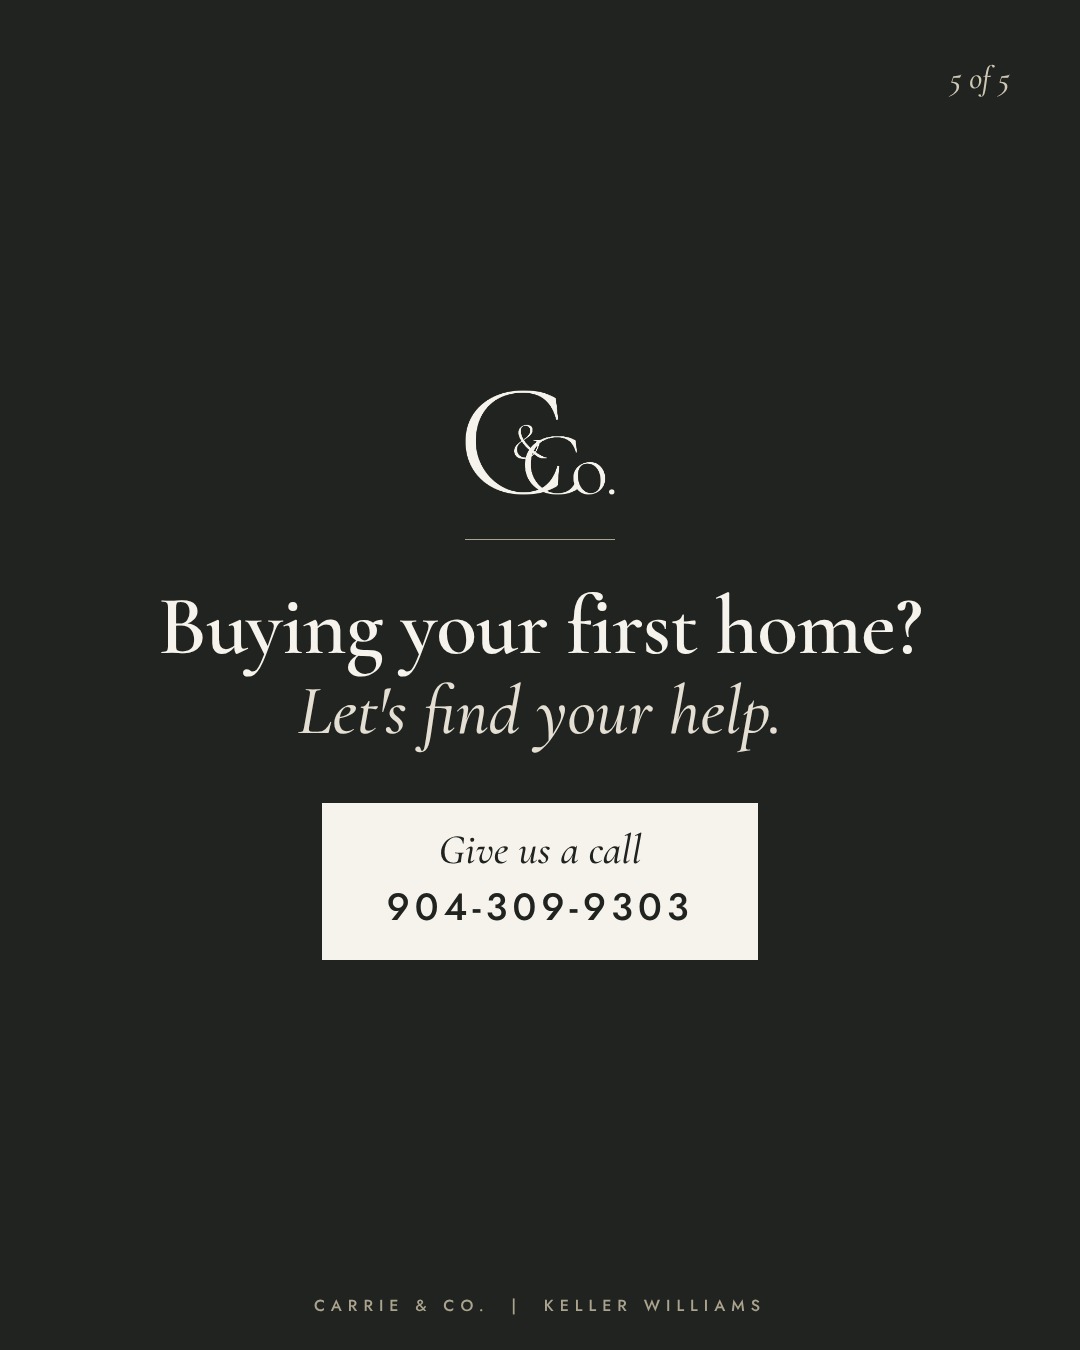 5 of 5
C&Co.
Buying your first home?
Let's find your help.
Give us a call
904-309-9303
CARRIE & CO. | KELLER WILLIAMS